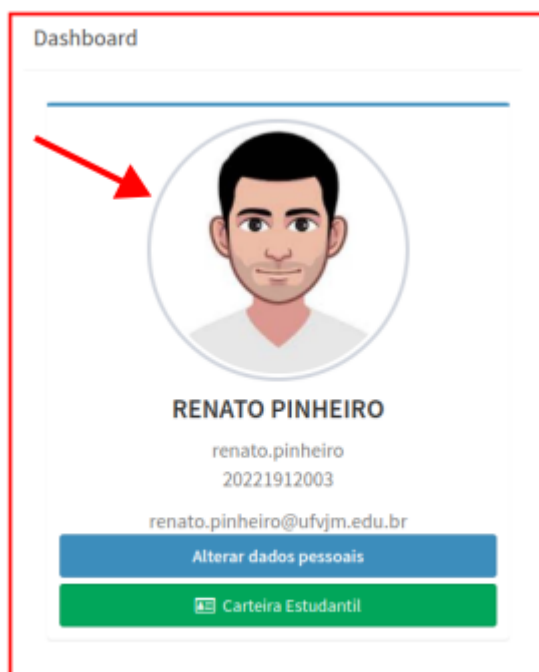 Dashboard
RENATO PINHEIRO
renato.pinheiro
20221912003
renato.pinheiro@ufvjm.edu.br
Alterar dados pessoais
Carteira Estudantil